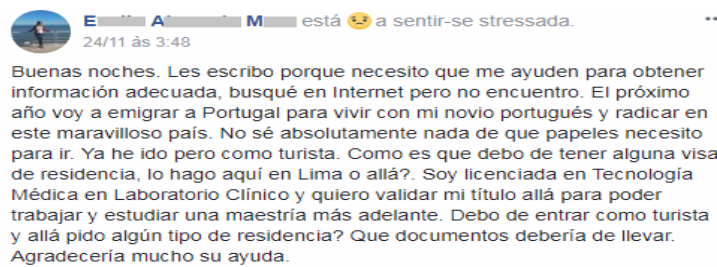 E A M está a sentir-se stressada.
24/11 às 3:48
Buenas noches. Les escribo porque necesito que me ayuden para obtener
información adecuada, busqué en Internet pero no encuentro. El próximo
año voy a emigrar a Portugal para vivir con mi novio portugués y radicar en
este maravilloso país. No sé absolutamente nada de que papeles necesito
para ir. Ya he ido pero como turista. Como es que debo de tener alguna visa
de residencia, lo hago aquí en Lima o allá?. Soy licenciada en Tecnología
Médica en Laboratorio Clínico y quiero validar mi título allá para poder
trabajar y estudiar una maestría más adelante. Debo de entrar como turista
y allá pido algún tipo de residencia? Que documentos debería de llevar.
Agradecería mucho su ayuda.